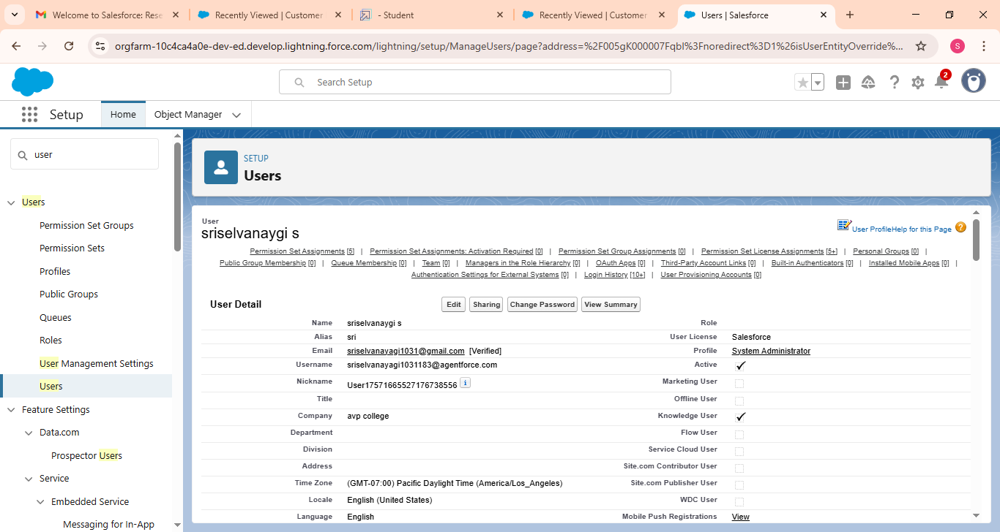 Welcome to Salesforce: Rese
Recently Viewed | Customer
- Student
Recently Viewed | Customer
Users | Salesforce
orgfarm-10c4ca4a0e-dev-ed.develop.lightning.force.com/lightning/setup/ManageUsers/page?address=%2F005gK000007Fqbl%3Fnoredirect%3D1%26isUserEntityOverride%...
S
Search Setup
2
Setup
Home
Object Manager
user
Users
Permission Set Groups
Permission Sets
Profiles
Public Groups
Queues
Roles
User Management Settings
Users
Feature Settings
Data.com
Prospector Users
Service
Embedded Service
Messaging for In-App
SETUP
Users
User
sriselvanaygi s
User Profile Help for this Page ?
Permission Set Assignments [5] | Permission Set Assignments: Activation Required [0] | Permission Set Group Assignments [0] | Permission Set License Assignments [5+] | Personal Groups [0] |
Public Group Membership [0] | Queue Membership [0] | Team [0] | Managers in the Role Hierarchy [0] | OAuth Apps [0] | Third-Party Account Links [0] | Built-in Authenticators [0] | Installed Mobile Apps [0] |
Authentication Settings for External Systems [0] | Login History [10+] | User Provisioning Accounts [0]
User Detail Edit Sharing Change Password View Summary
Name sriselvanaygi s Role
Alias sri User License Salesforce
Email sriselvanayagi1031@gmail.com [Verified] Profile System Administrator
Username sriselvanayagi1031183@agentforce.com Active
Nickname User17571665527176738556 i Marketing User
Title Offline User
Company avp college Knowledge User
Department Flow User
Division Service Cloud User
Address Site.com Contributor User
Time Zone (GMT-07:00) Pacific Daylight Time (America/Los_Angeles) Site.com Publisher User
Locale English (United States) WDC User
Language English Mobile Push Registrations View